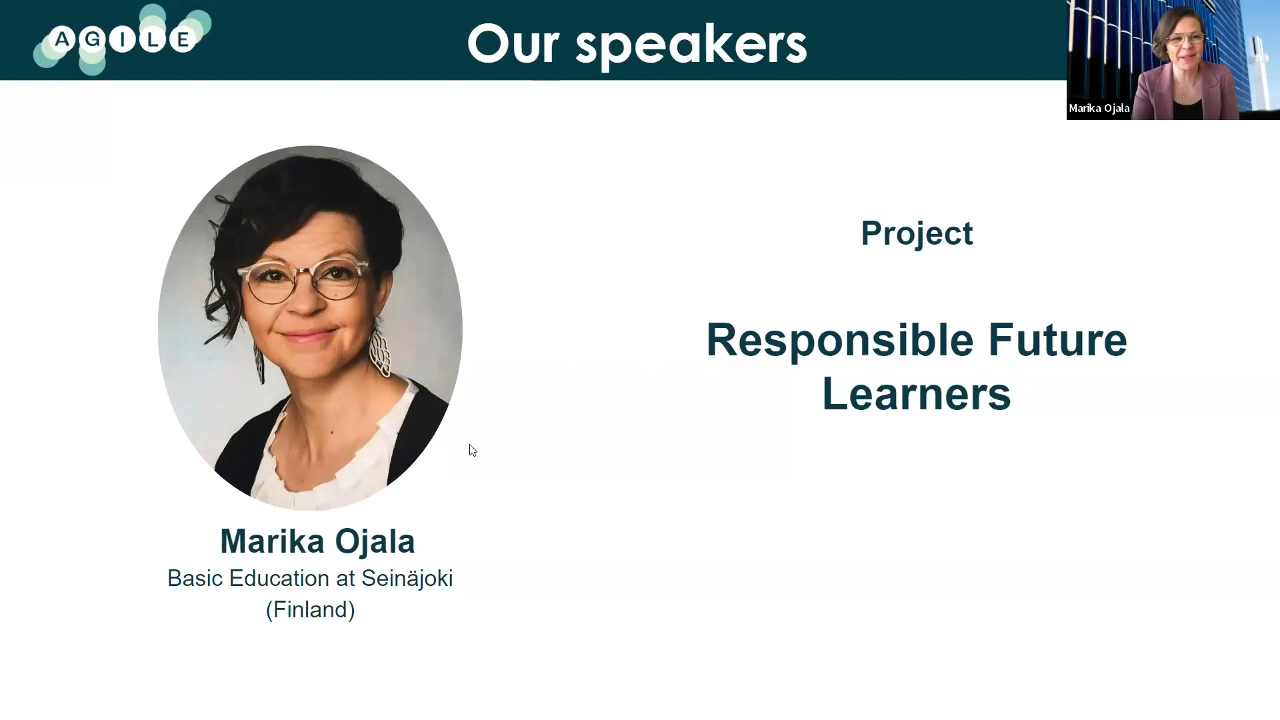 AGILE
Our speakers
Marika Ojala
Project
Responsible Future
Learners
Marika Ojala
Basic Education at Seinäjoki
(Finland)